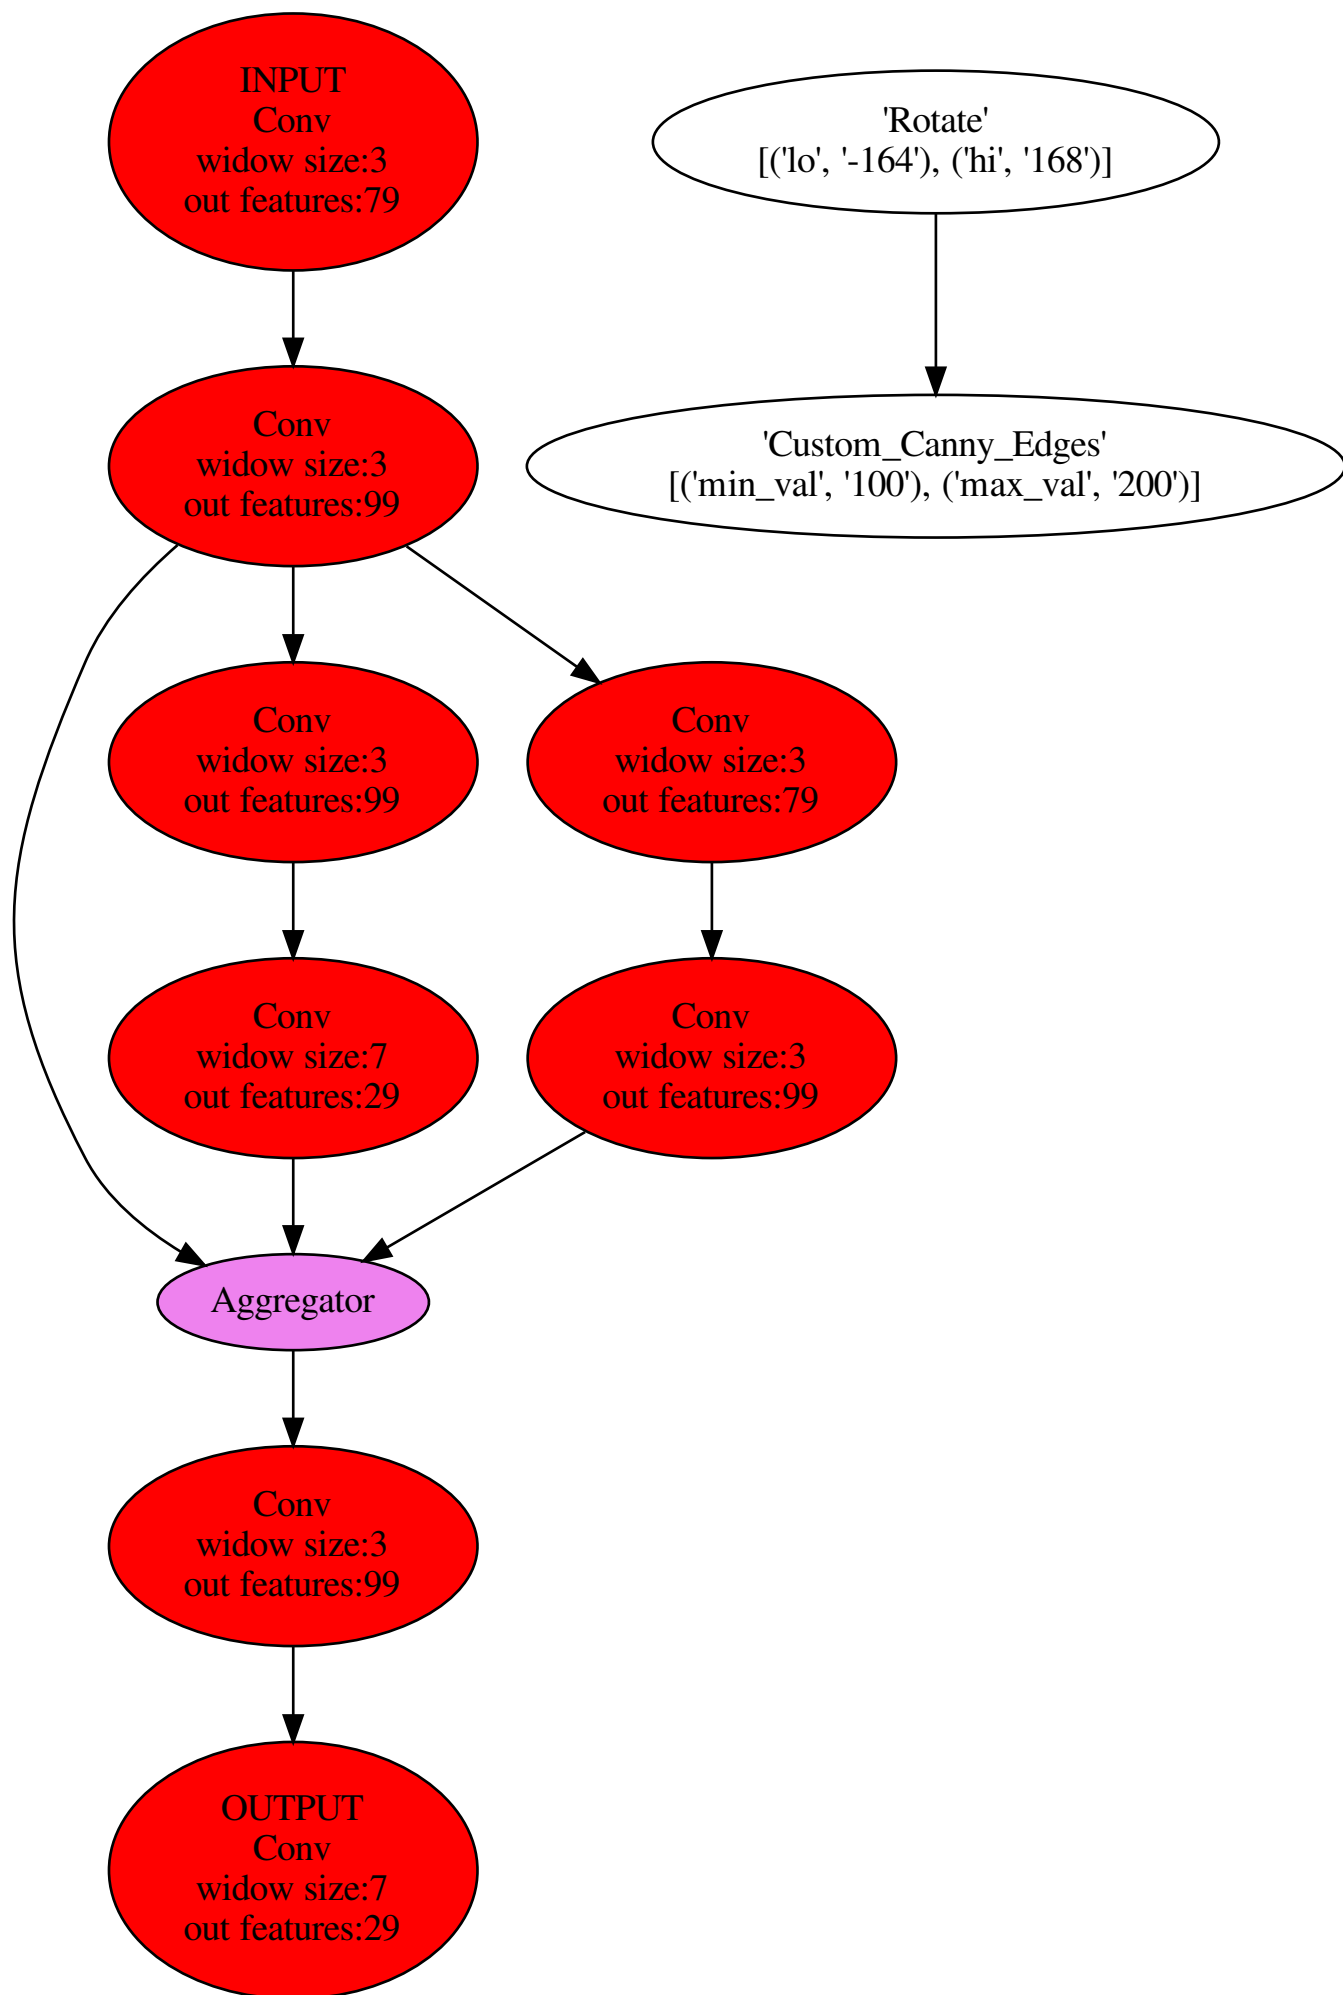 INPUT
Conv
widow size:3
out features:79
'Rotate'
[('lo', '-164'), ('hi', '168')]
Conv
widow size:3
out features:99
'Custom_Canny_Edges'
[('min_val', '100'), ('max_val', '200')]
Conv
widow size:3
out features:99
Conv
widow size:3
out features:79
Conv
widow size:7
out features:29
Conv
widow size:3
out features:99
Aggregator
Conv
widow size:3
out features:99
OUTPUT
Conv
widow size:7
out features:29